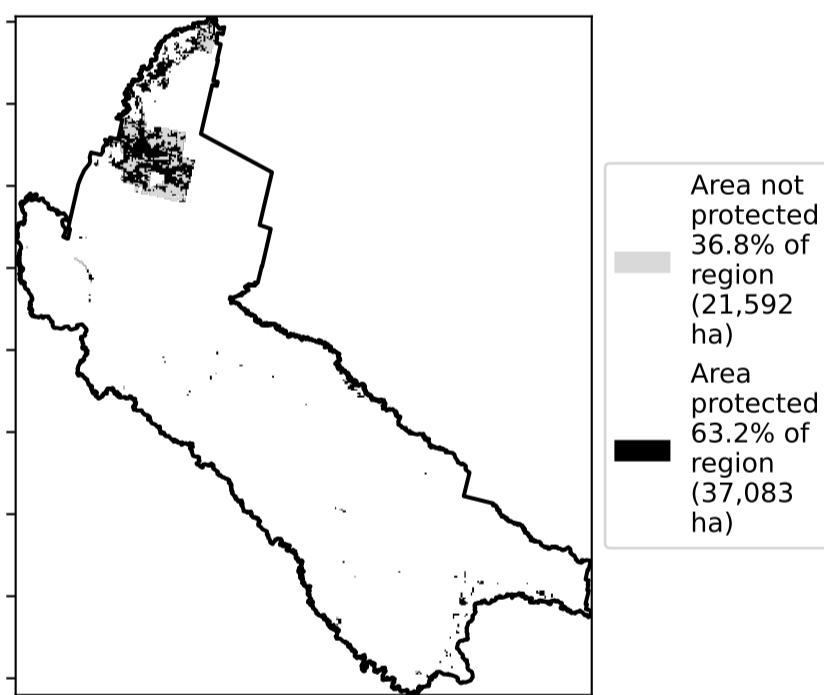 Area not
protected
36.8% of
region
(21,592
ha)
Area
protected
63.2% of
region
(37,083
ha)